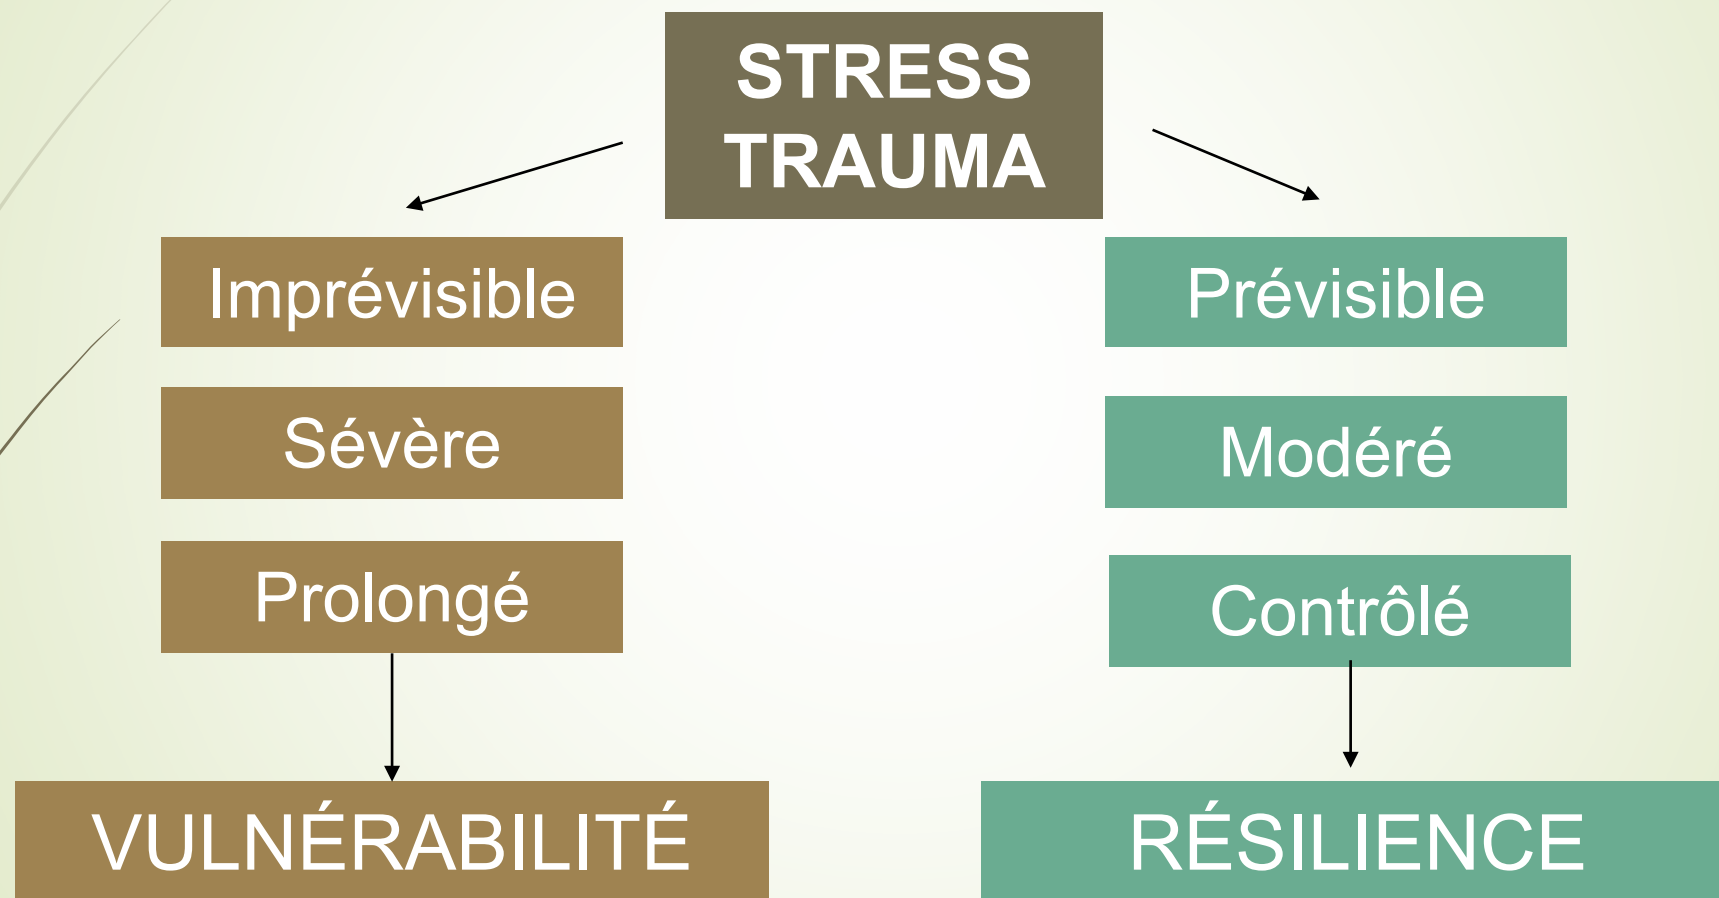 STRESS
TRAUMA
Imprévisible
Prévisible
Sévère
Modéré
Prolongé
Contrôlé
VULNÉRABILITÉ
RÉSILIENCE